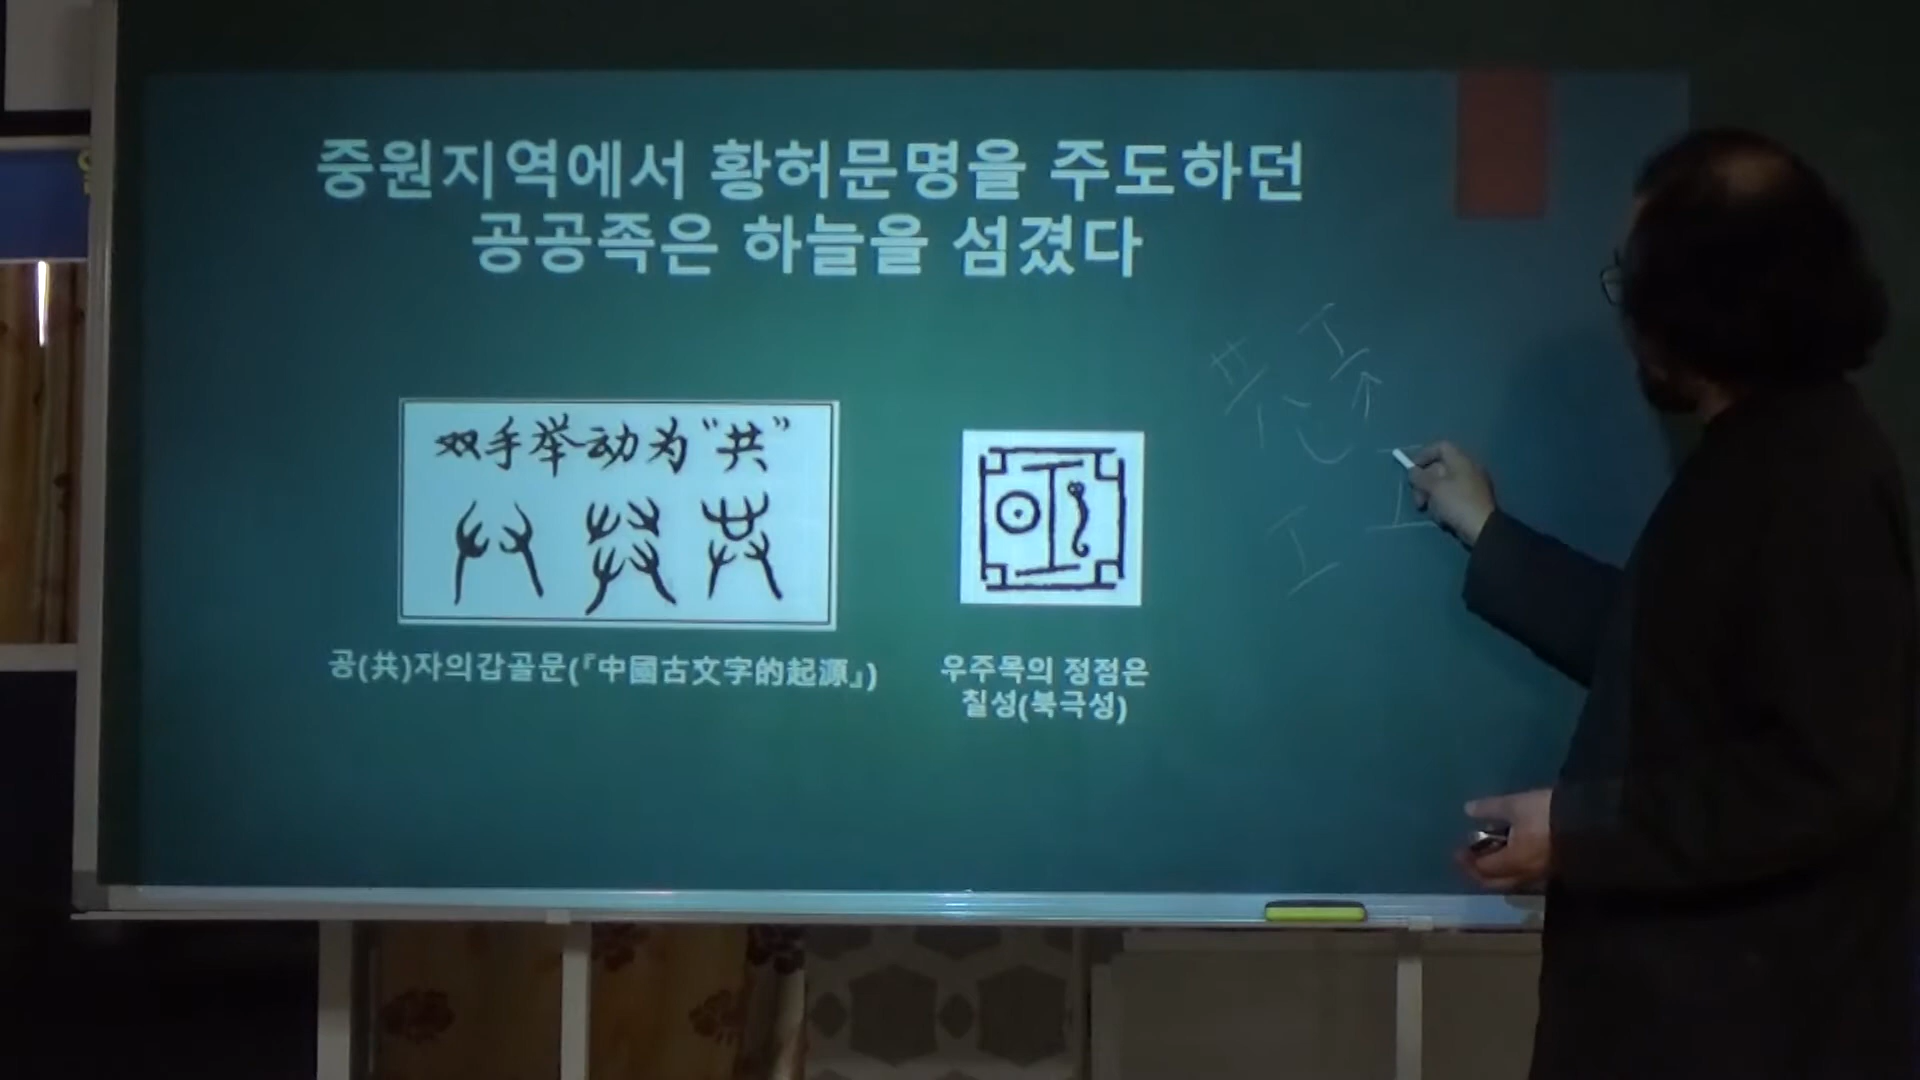 중원지역에서 황허문명을 주도하던
공공족은 하늘을 섬겼다
双手举动为“共”
공(共)자의갑골문(『中國古文字的起源』)
우주목의 정점은
칠성(북극성)
공
工
工